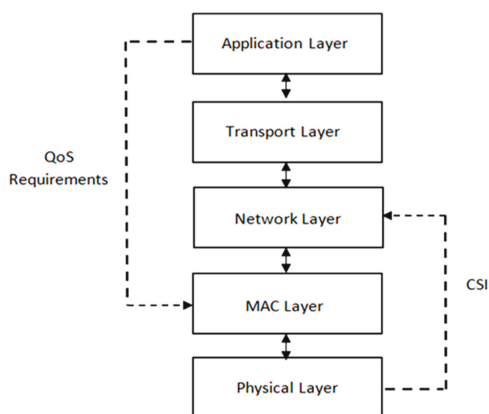 Application Layer
Transport Layer
QoS
Requirements
Network Layer
CSI
MAC Layer
Physical Layer